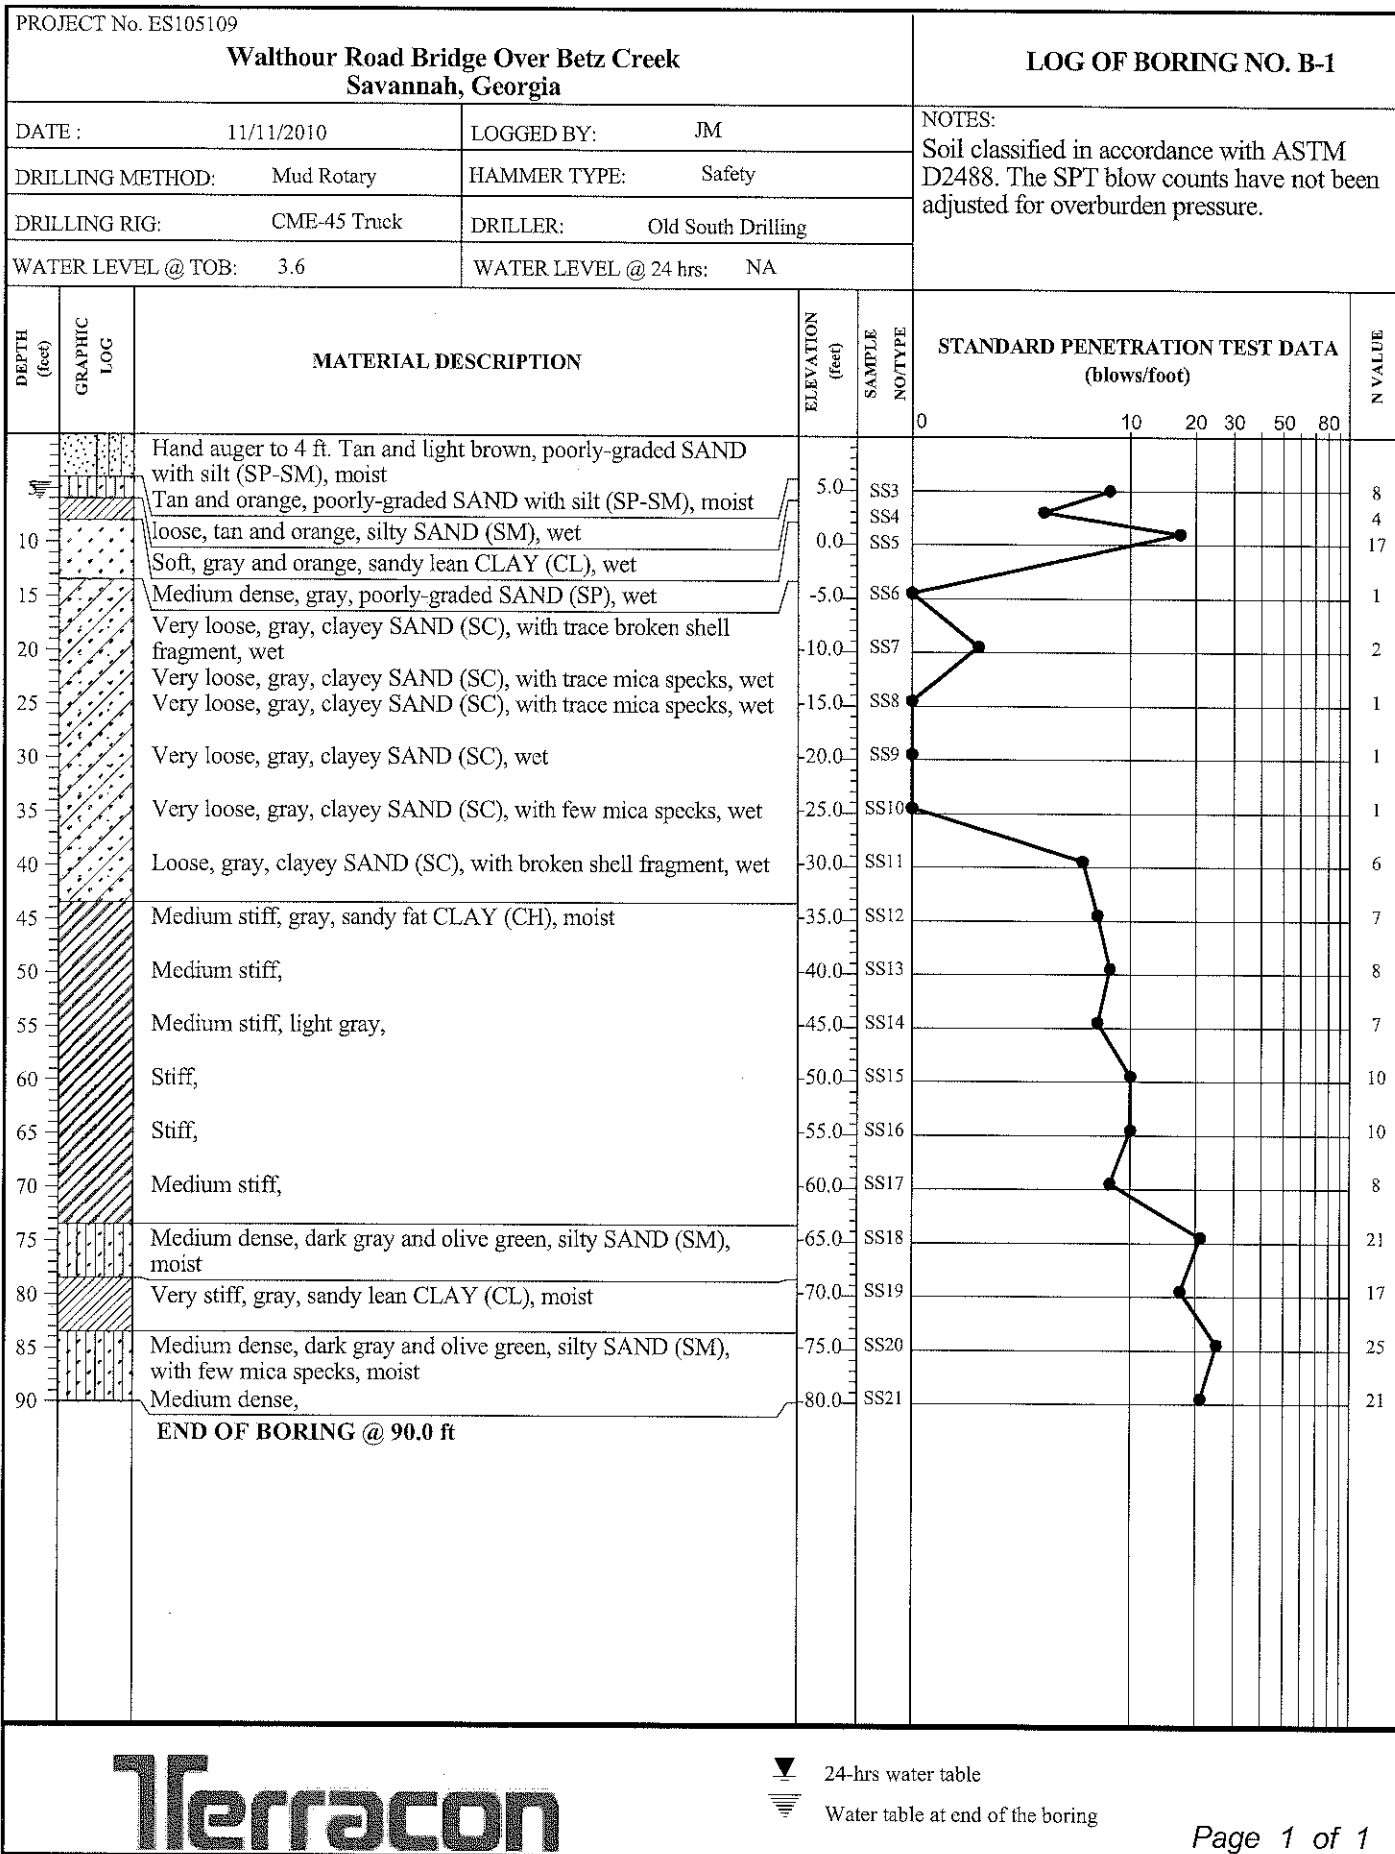 PROJECT No. ES105109
Walthour Road Bridge Over Betz Creek
Savannah, Georgia
LOG OF BORING NO. B-1
DATE : 11/11/2010
LOGGED BY: JM
DRILLING METHOD: Mud Rotary
HAMMER TYPE: Safety
DRILLING RIG: CME-45 Truck
DRILLER: Old South Drilling
WATER LEVEL @ TOB: 3.6
WATER LEVEL @ 24 hrs: NA
NOTES:
Soil classified in accordance with ASTM
D2488. The SPT blow counts have not been
adjusted for overburden pressure.
DEPTH
(feet)
GRAPHIC
LOG
MATERIAL DESCRIPTION
ELEVATION
(feet)
SAMPLE
NO/TYPE
STANDARD PENETRATION TEST DATA
(blows/foot)
N VALUE
0 10 20 30 50 80
Hand auger to 4 ft. Tan and light brown, poorly-graded SAND
with silt (SP-SM), moist
5 Tan and orange, poorly-graded SAND with silt (SP-SM), moist 5.0 SS3 8
SS4 4
loose, tan and orange, silty SAND (SM), wet
10 0.0 SS5 17
Soft, gray and orange, sandy lean CLAY (CL), wet
15 Medium dense, gray, poorly-graded SAND (SP), wet -5.0 SS6 1
Very loose, gray, clayey SAND (SC), with trace broken shell
20 fragment, wet -10.0 SS7 2
Very loose, gray, clayey SAND (SC), with trace mica specks, wet
25 Very loose, gray, clayey SAND (SC), with trace mica specks, wet -15.0 SS8 1
30 Very loose, gray, clayey SAND (SC), wet -20.0 SS9 1
35 Very loose, gray, clayey SAND (SC), with few mica specks, wet -25.0 SS10 1
40 Loose, gray, clayey SAND (SC), with broken shell fragment, wet -30.0 SS11 6
45 Medium stiff, gray, sandy fat CLAY (CH), moist -35.0 SS12 7
50 Medium stiff, -40.0 SS13 8
55 Medium stiff, light gray, -45.0 SS14 7
60 Stiff, -50.0 SS15 10
65 Stiff, -55.0 SS16 10
70 Medium stiff, -60.0 SS17 8
75 Medium dense, dark gray and olive green, silty SAND (SM), -65.0 SS18 21
moist
80 Very stiff, gray, sandy lean CLAY (CL), moist -70.0 SS19 17
85 Medium dense, dark gray and olive green, silty SAND (SM), -75.0 SS20 25
with few mica specks, moist
90 Medium dense, -80.0 SS21 21
END OF BORING @ 90.0 ft
Terracon
24-hrs water table
Water table at end of the boring
Page 1 of 1